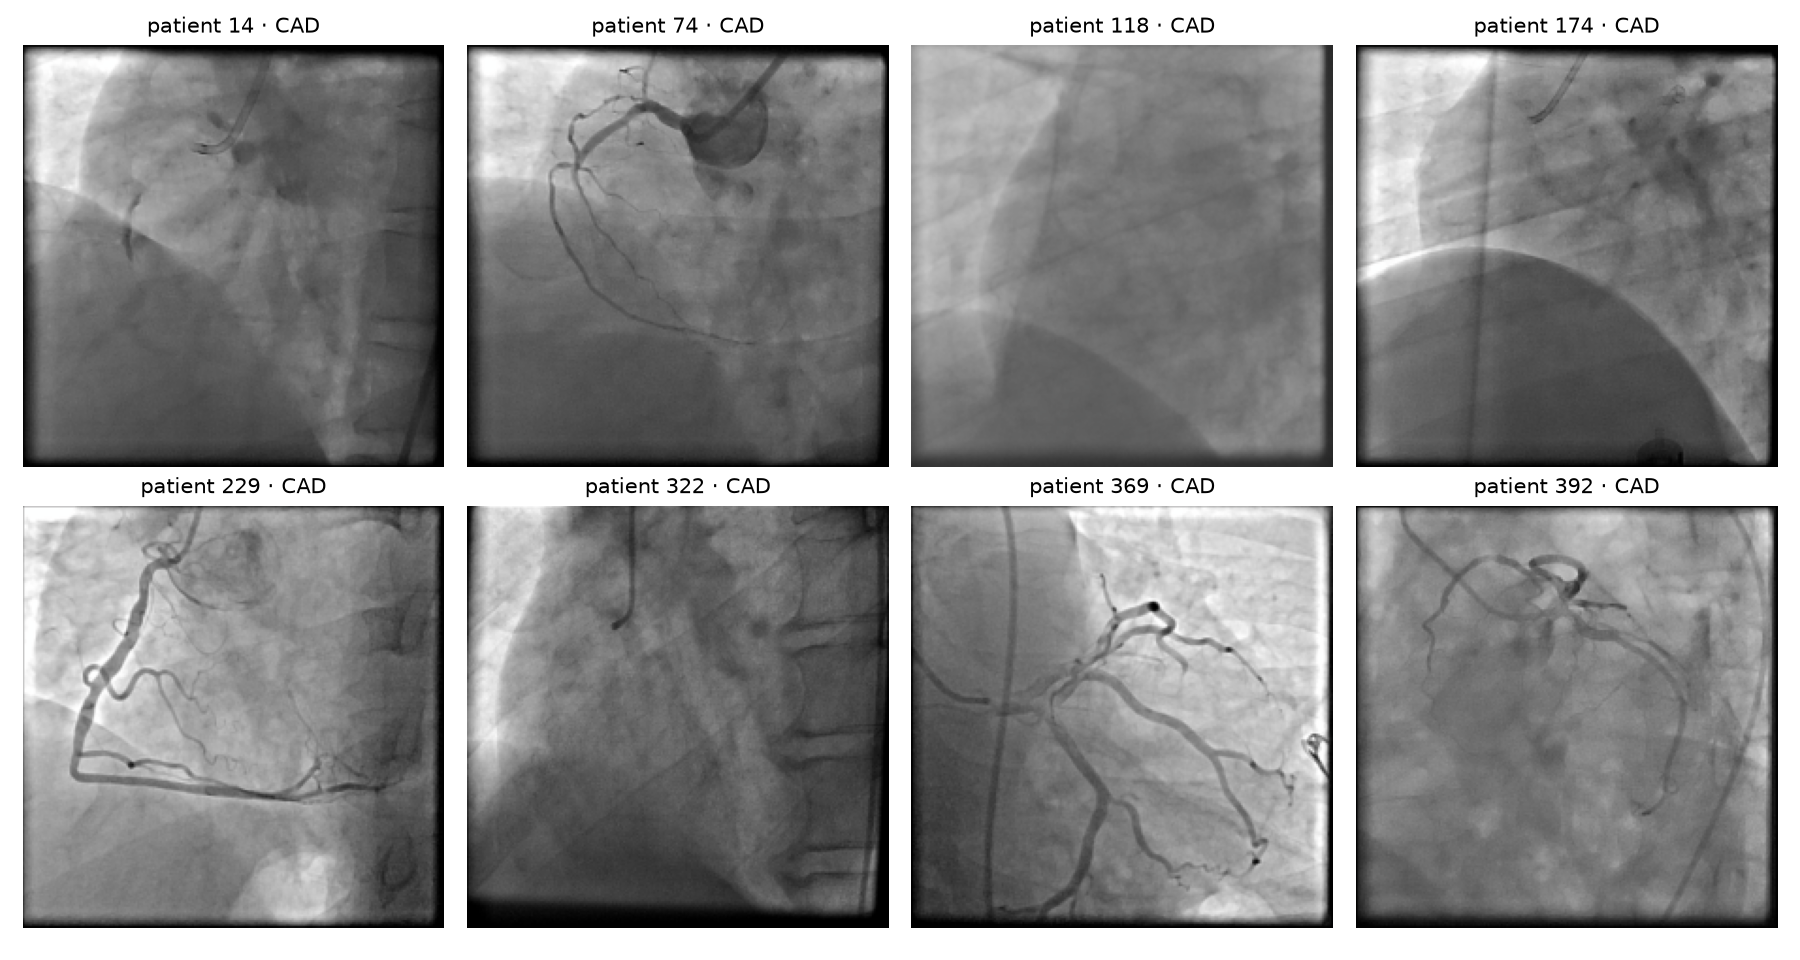 patient 14 · CAD
patient 74 · CAD
patient 118 · CAD
patient 174 · CAD
patient 229 · CAD
patient 322 · CAD
patient 369 · CAD
patient 392 · CAD